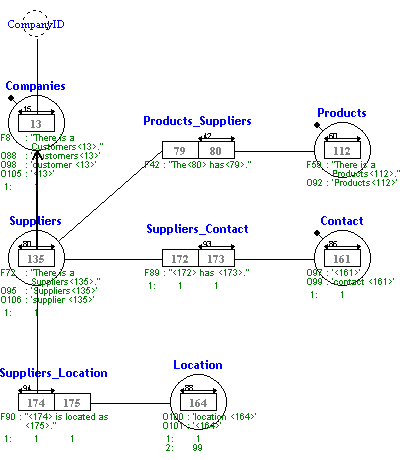 CompanyID
Companies
15
13
F8 : "There is a
Customers<13>."
O88 : 'Customers<13>'
O98 : 'customer <13>'
O105 : '<13>'
1: 1
Products_Suppliers
42
79 80
F42 : "The<80> has<79>."
Products
60
112
F59 : "There is a
Products<112>."
O92 : 'Products<112>'
Suppliers
80
135
F72 : "There is a
Suppliers<135>."
O95 : 'Suppliers<135>'
O106 : 'supplier <135>'
1: 1
Suppliers_Contact
93
172 173
F89 : "<172> has <173>."
1: 1 1
Contact
86
161
O97 : '<161>'
O99 : 'contact <161>'
1: 1
Suppliers_Location
94
174 175
F90 : "<174> is located as
<175>."
1: 1 1
Location
88
164
O100 : 'location <164>'
O101 : '<164>'
1: 1
2: 99